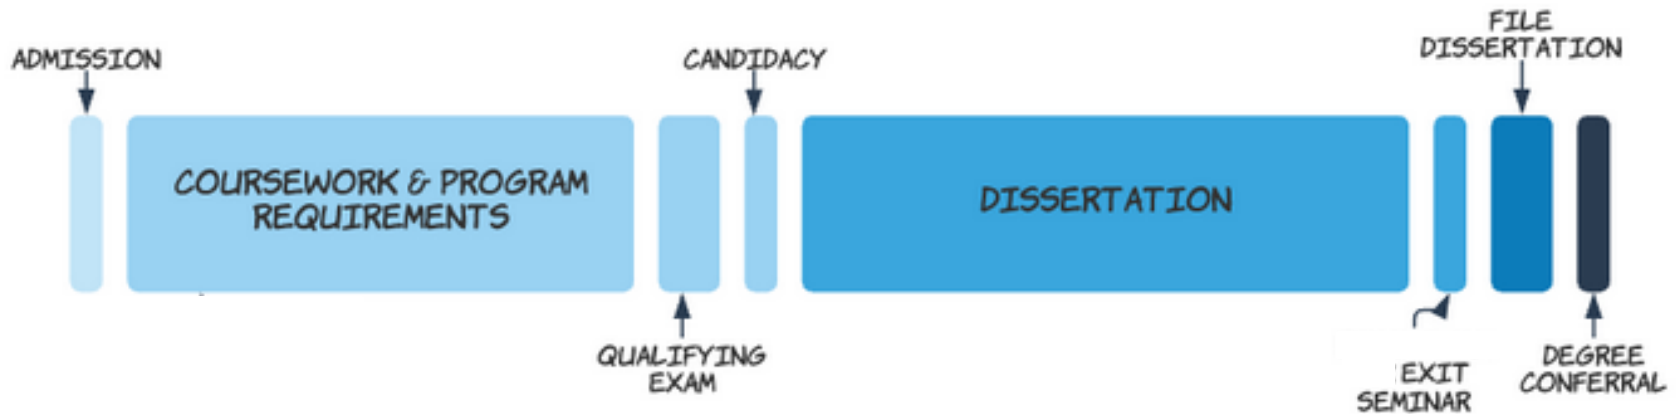 ADMISSION
COURSEWORK & PROGRAM
REQUIREMENTS
QUALIFYING
EXAM
CANDIDACY
DISSERTATION
EXIT
SEMINAR
FILE
DISSERTATION
DEGREE
CONFERRAL